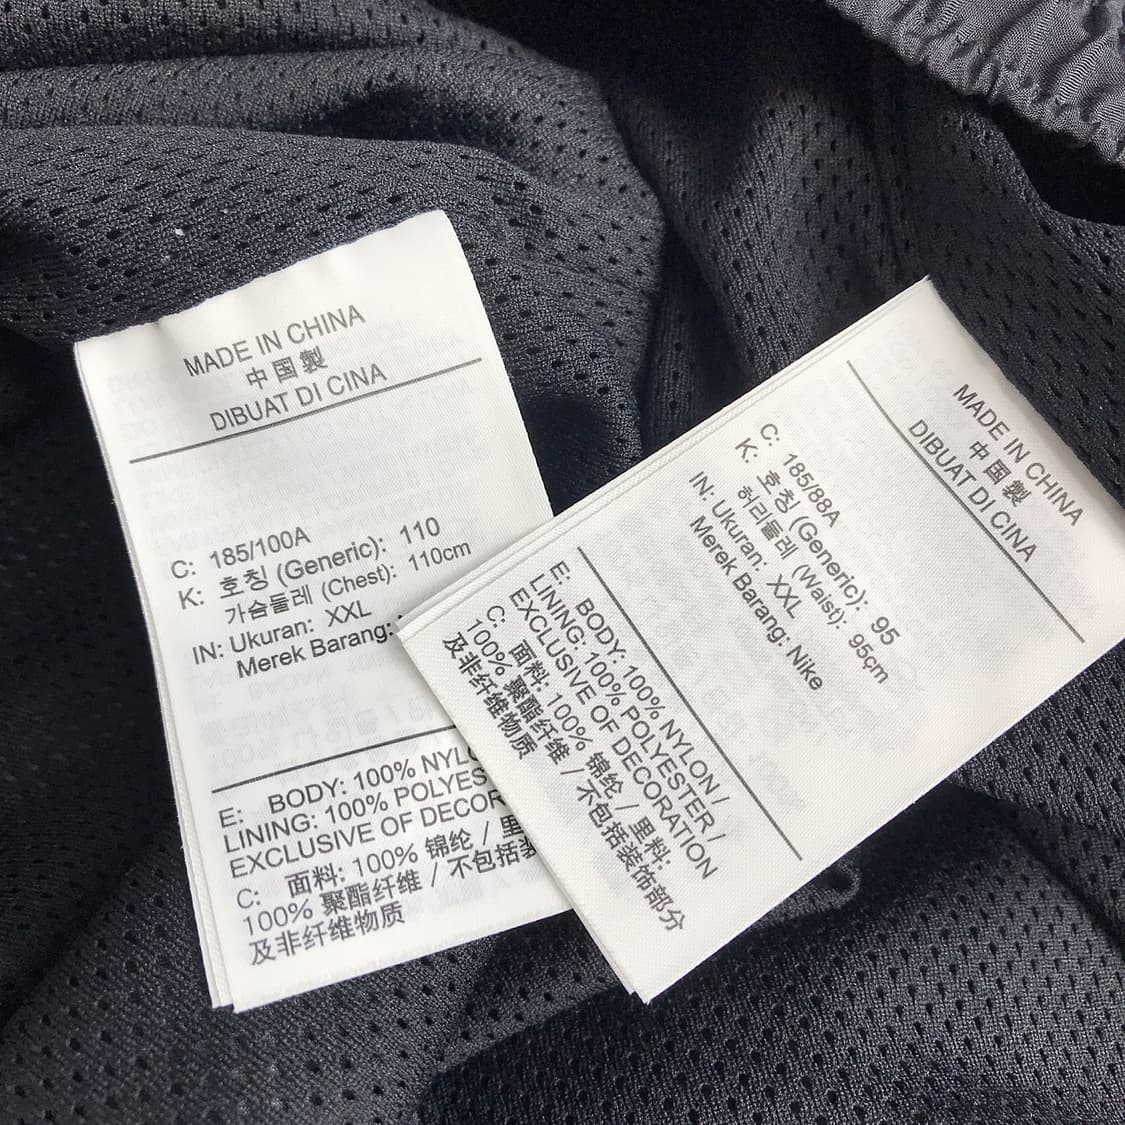 MADE IN CHINA
中国製
DIBUAT DI CINA
C: 185/100A
K: 호칭 (Generic): 110
가슴둘레 (Chest): 110cm
IN: Ukuran: XXL
Merek Barang:
E: BODY: 100%
LINING: 100%
EXCLUSIVE OF
C: 面料: 100% 锦纶 / 里
100% 聚酯纤维 / 不包括
及非纤维物质
MADE IN CHINA
中国製
DIBUAT DI CINA
C: 185/88A
K: 호칭 (Generic): 95
허리둘레 (Waist): 95cm
IN: Ukuran: XXL
Merek Barang: Nike
E: BODY: 100% NYLON /
LINING: 100% POLYESTER /
EXCLUSIVE OF DECORATION
C: 面料: 100% 锦纶 / 里料:
100% 聚酯纤维 / 不包括装饰部分
及非纤维物质